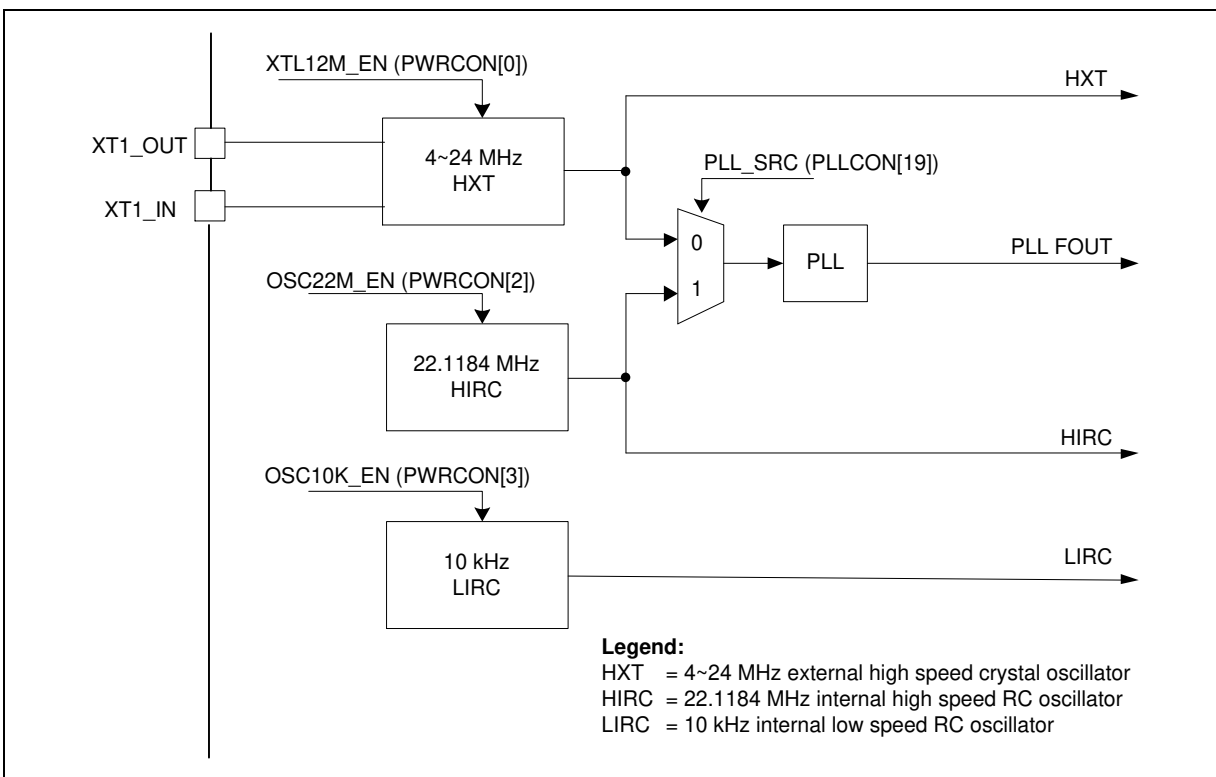 XTL12M_EN (PWRCON[0])
HXT
XT1_OUT
4~24 MHz
HXT
PLL_SRC (PLLCON[19])
XT1_IN
0
PLL
PLL FOUT
OSC22M_EN (PWRCON[2])
1
22.1184 MHz
HIRC
HIRC
OSC10K_EN (PWRCON[3])
10 kHz
LIRC
LIRC
Legend:
HXT = 4~24 MHz external high speed crystal oscillator
HIRC = 22.1184 MHz internal high speed RC oscillator
LIRC = 10 kHz internal low speed RC oscillator